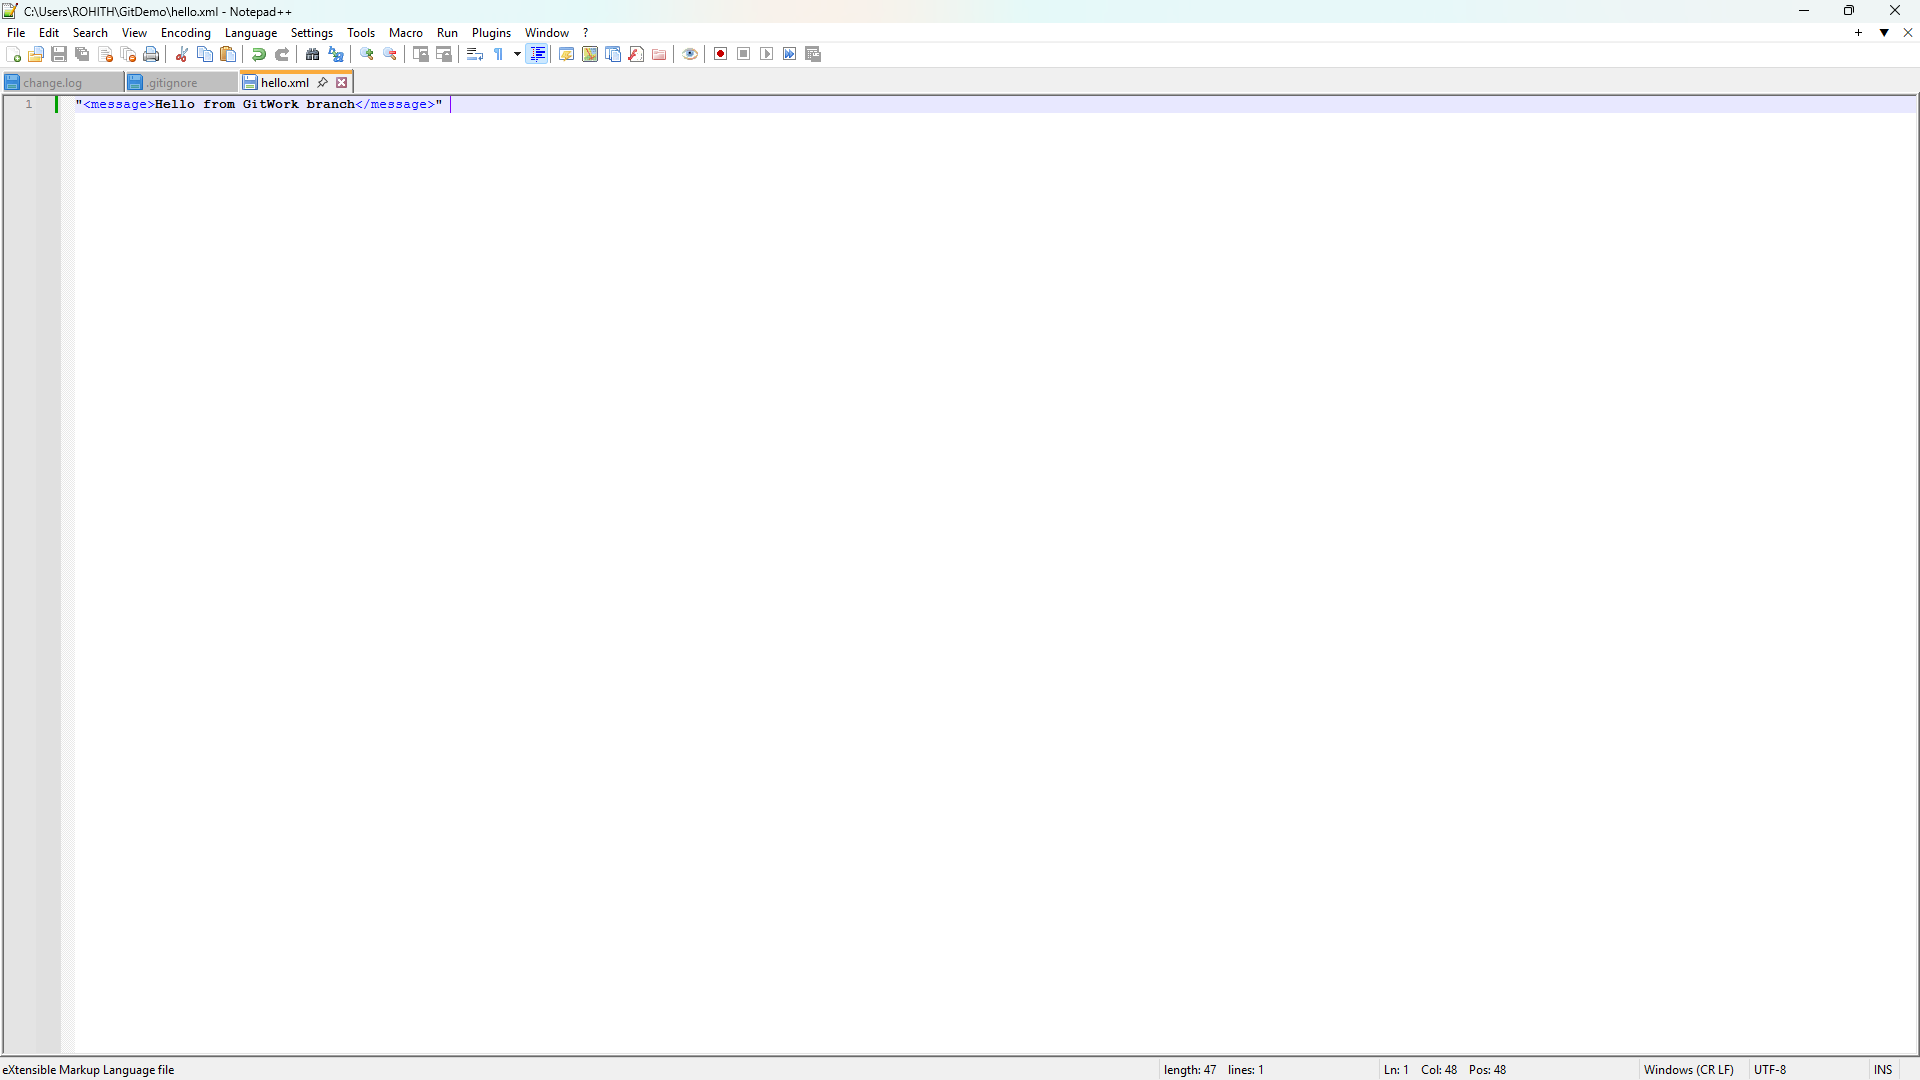 C:\Users\ROHITH\GitDemo\hello.xml - Notepad++
File Edit Search View Encoding Language Settings Tools Macro Run Plugins Window ?
change.log .gitignore hello.xml
1 "<message>Hello from GitWork branch</message>"
eXtensible Markup Language file length: 47 lines: 1 Ln: 1 Col: 48 Pos: 48 Windows (CR LF) UTF-8 INS